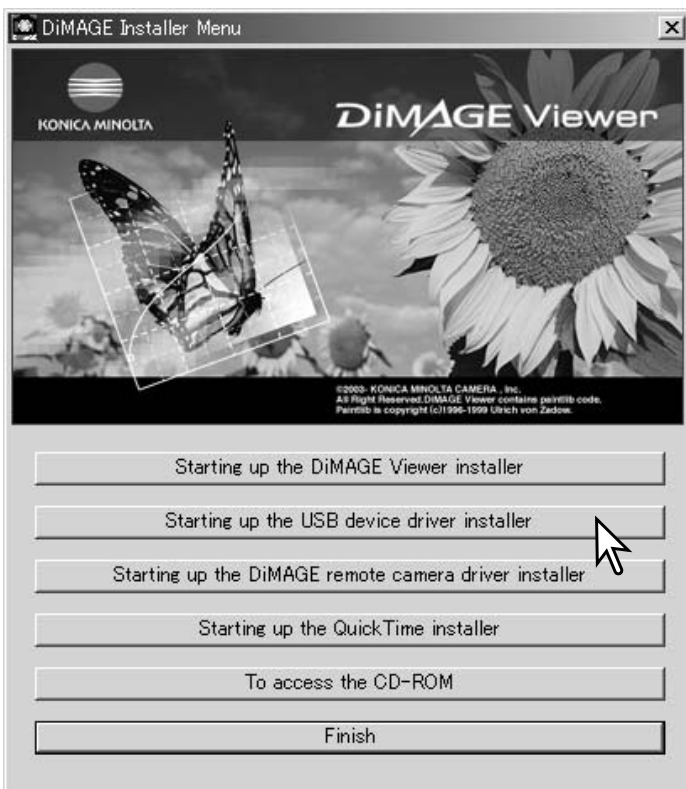 DiMAGE Installer Menu
KONICA MINOLTA
DiMAGE Viewer
©2003- KONICA MINOLTA CAMERA , Inc.
All Right Reserved.DiMAGE Viewer contains paintlib code.
Paintlib is copyright (c)1996-1999 Ulrich von Zadow.
Starting up the DiMAGE Viewer installer
Starting up the USB device driver installer
Starting up the DiMAGE remote camera driver installer
Starting up the QuickTime installer
To access the CD-ROM
Finish